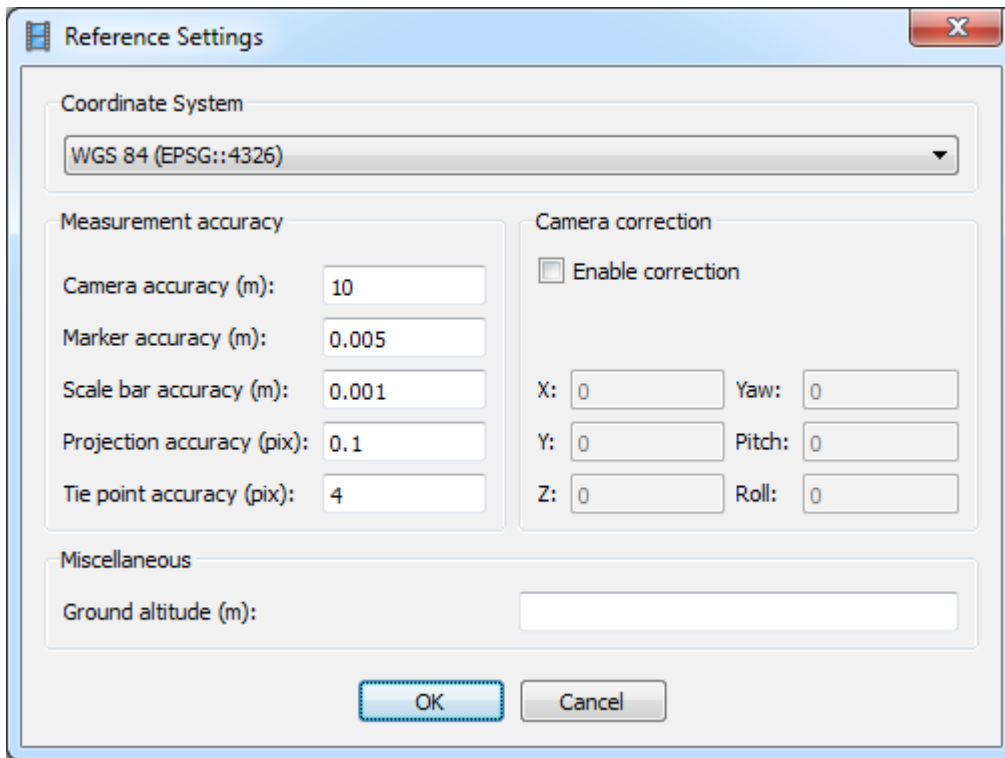 Reference Settings
Coordinate System
WGS 84 (EPSG::4326)
Measurement accuracy
Camera accuracy (m): 10
Marker accuracy (m): 0.005
Scale bar accuracy (m): 0.001
Projection accuracy (pix): 0.1
Tie point accuracy (pix): 4
Camera correction
Enable correction
X: 0 Yaw: 0
Y: 0 Pitch: 0
Z: 0 Roll: 0
Miscellaneous
Ground altitude (m):
OK Cancel